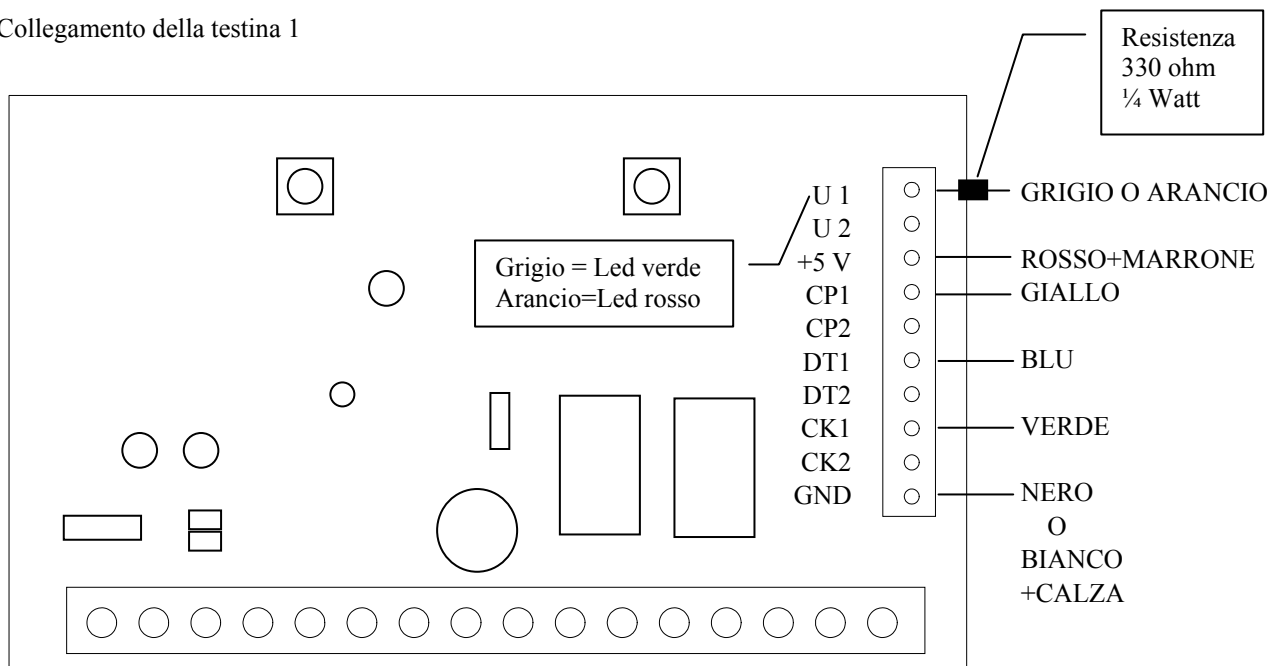 Collegamento della testina 1
Resistenza
330 ohm
¼ Watt
U 1
GRIGIO O ARANCIO
U 2
Grigio = Led verde
Arancio=Led rosso
+5 V
ROSSO+MARRONE
CP1
GIALLO
CP2
DT1
BLU
DT2
CK1
VERDE
CK2
GND
NERO
O
BIANCO
+CALZA